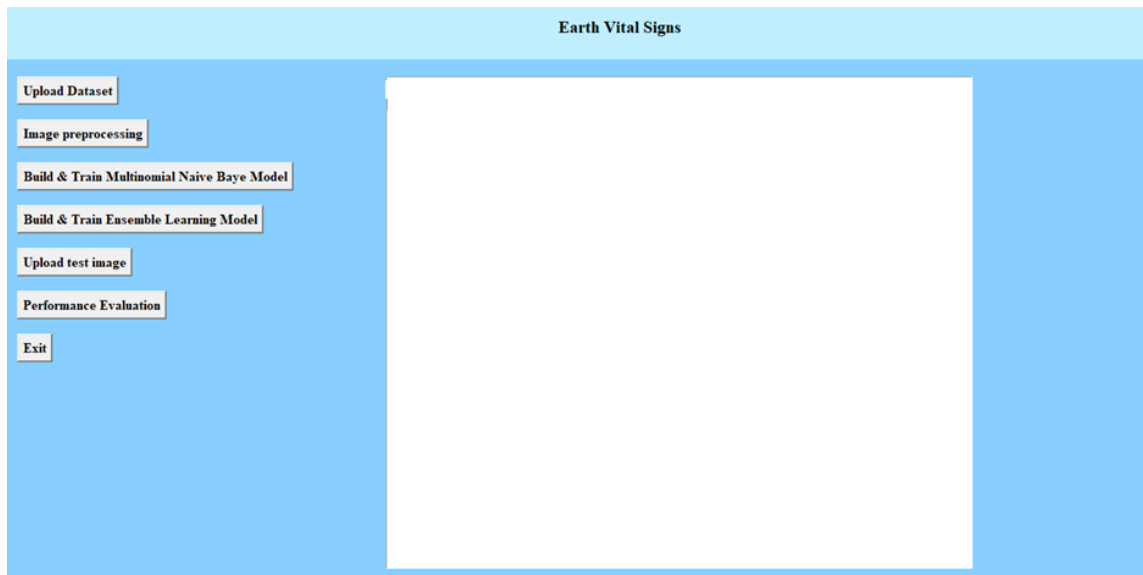 Earth Vital Signs
Upload Dataset
Image preprocessing
Build & Train Multinomial Naive Baye Model
Build & Train Ensemble Learning Model
Upload test image
Performance Evaluation
Exit